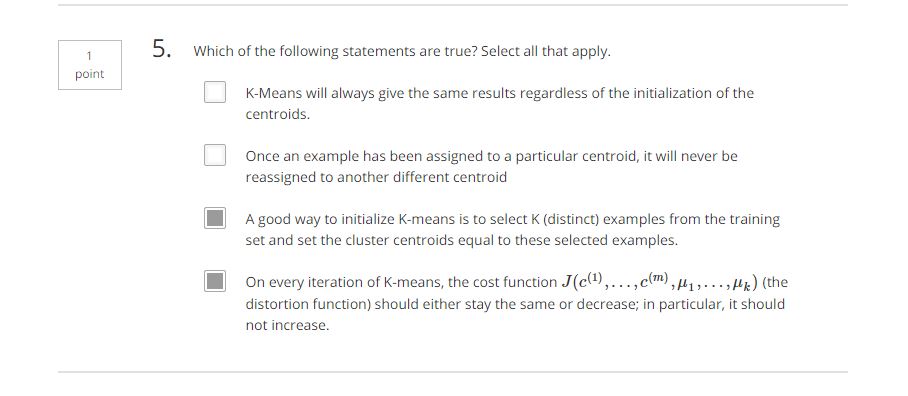 1
point
5. Which of the following statements are true? Select all that apply.
K-Means will always give the same results regardless of the initialization of the
centroids.
Once an example has been assigned to a particular centroid, it will never be
reassigned to another different centroid
A good way to initialize K-means is to select K (distinct) examples from the training
set and set the cluster centroids equal to these selected examples.
On every iteration of K-means, the cost function J(c⁽¹⁾,...,c⁽ᵐ⁾,μ₁,...,μₖ) (the
distortion function) should either stay the same or decrease; in particular, it should
not increase.